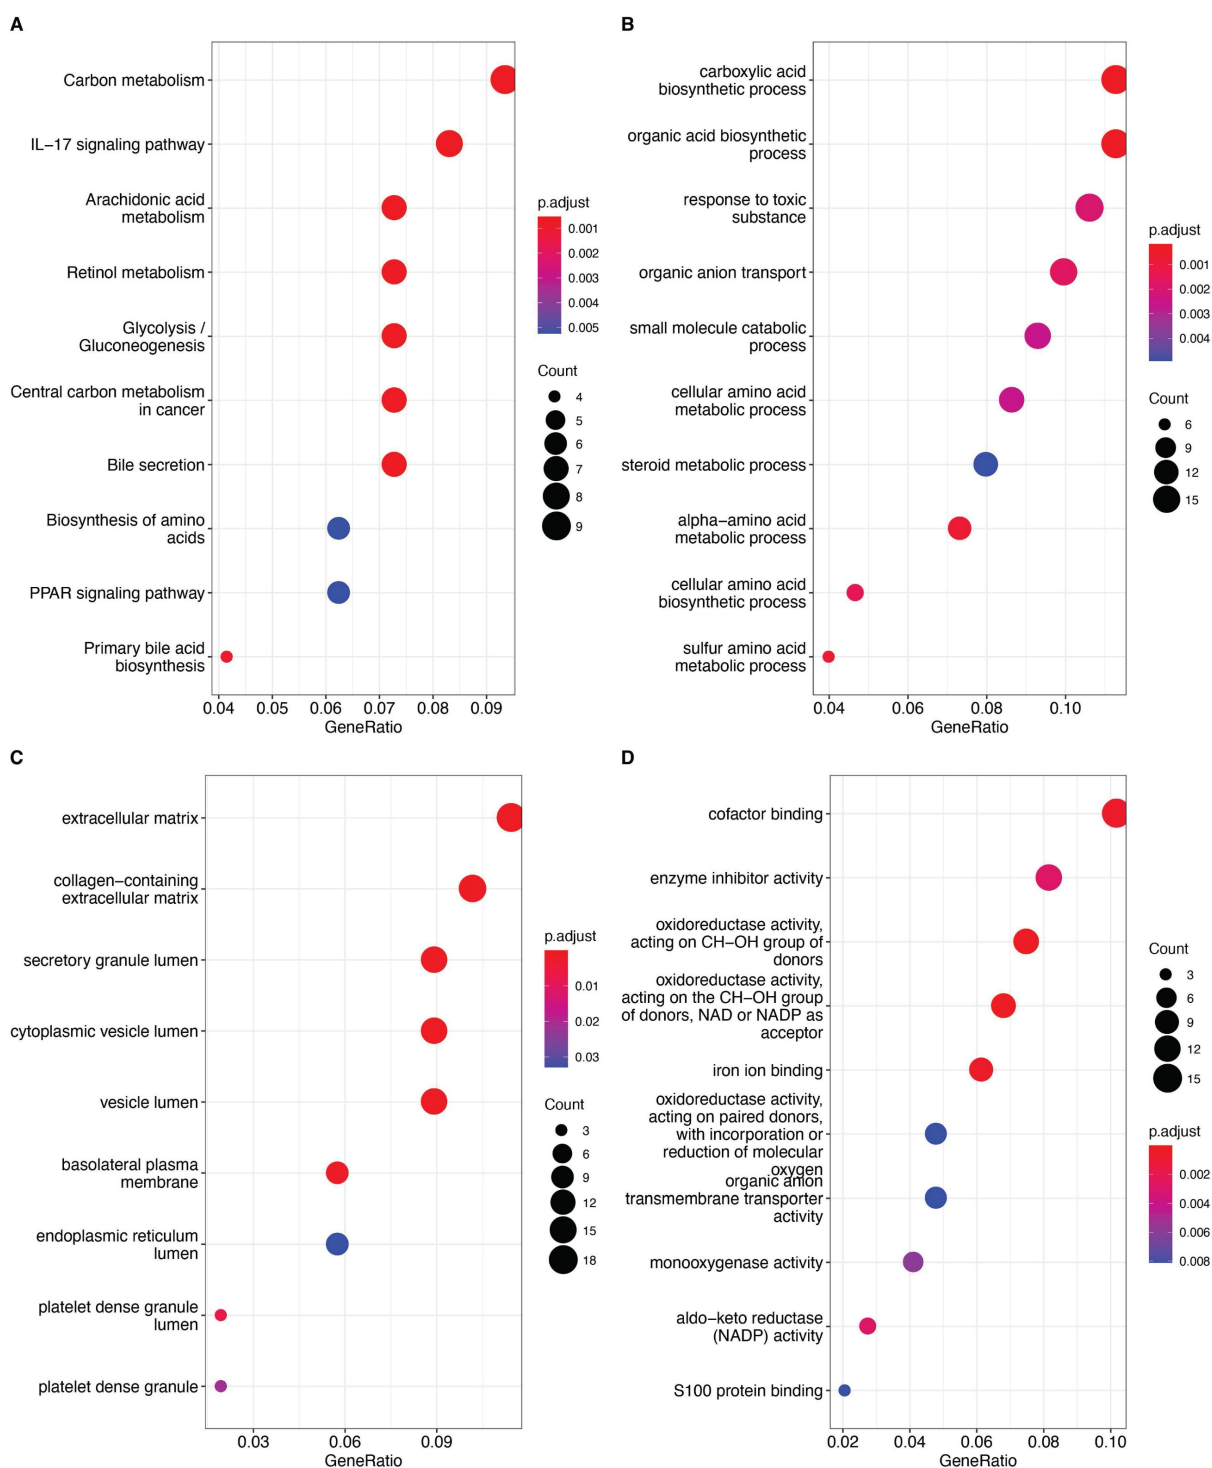 A
Carbon metabolism
IL−17 signaling pathway
Arachidonic acid
metabolism
Retinol metabolism
Glycolysis /
Gluconeogenesis
Central carbon metabolism
in cancer
Bile secretion
Biosynthesis of amino
acids
PPAR signaling pathway
Primary bile acid
biosynthesis
0.04 0.05 0.06 0.07 0.08 0.09
GeneRatio
p.adjust
0.001
0.002
0.003
0.004
0.005
Count
4
5
6
7
8
9
B
carboxylic acid
biosynthetic process
organic acid biosynthetic
process
response to toxic
substance
organic anion transport
small molecule catabolic
process
cellular amino acid
metabolic process
steroid metabolic process
alpha−amino acid
metabolic process
cellular amino acid
biosynthetic process
sulfur amino acid
metabolic process
0.04 0.06 0.08 0.10
GeneRatio
p.adjust
0.001
0.002
0.003
0.004
Count
6
9
12
15
C
extracellular matrix
collagen−containing
extracellular matrix
secretory granule lumen
cytoplasmic vesicle lumen
vesicle lumen
basolateral plasma
membrane
endoplasmic reticulum
lumen
platelet dense granule
lumen
platelet dense granule
0.03 0.06 0.09
GeneRatio
p.adjust
0.01
0.02
0.03
Count
3
6
9
12
15
18
D
cofactor binding
enzyme inhibitor activity
oxidoreductase activity,
acting on CH−OH group of
donors
oxidoreductase activity,
acting on the CH−OH group
of donors, NAD or NADP as
acceptor
iron ion binding
oxidoreductase activity,
acting on paired donors,
with incorporation or
reduction of molecular
oxygen
organic anion
transmembrane transporter
activity
monooxygenase activity
aldo−keto reductase
(NADP) activity
S100 protein binding
0.02 0.04 0.06 0.08 0.10
GeneRatio
Count
3
6
9
12
15
p.adjust
0.002
0.004
0.006
0.008